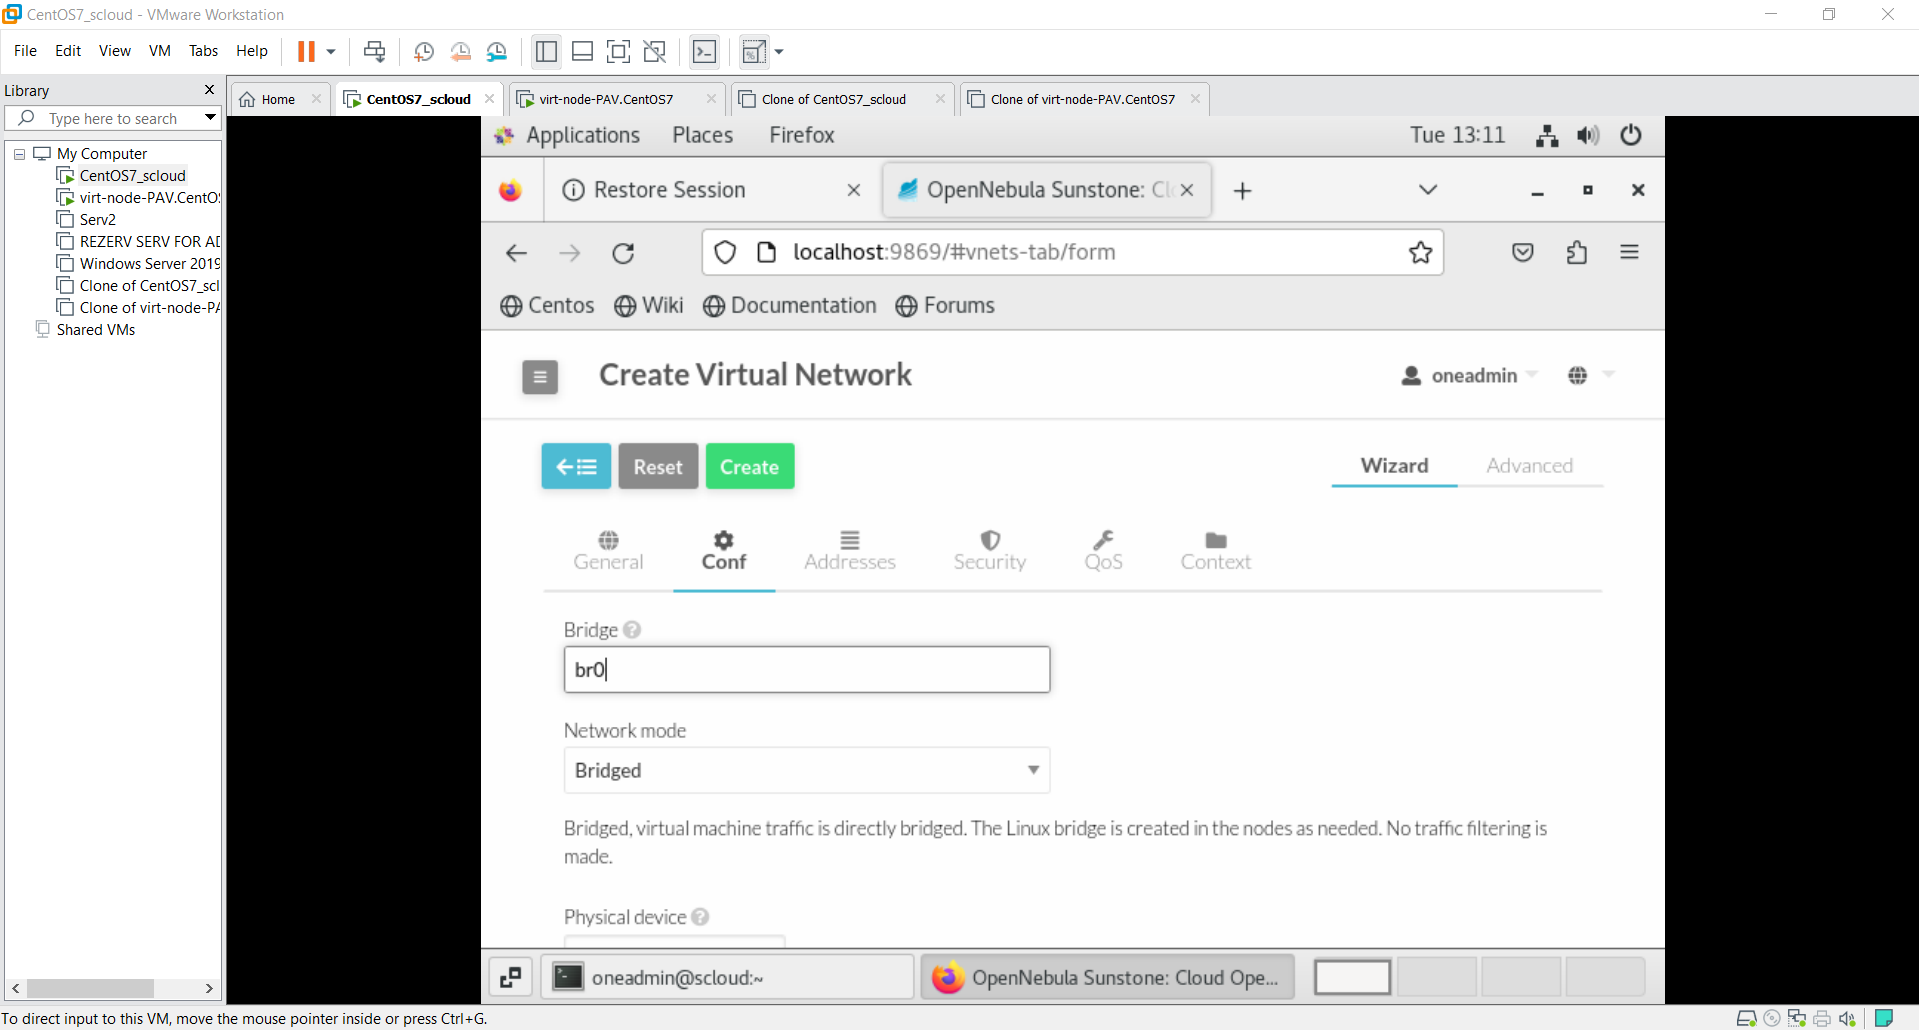 CentOS7_scloud - VMware Workstation
File Edit View VM Tabs Help
Library
Home
CentOS7_scloud
virt-node-PAV.CentOS7
Clone of CentOS7_scloud
Clone of virt-node-PAV.CentOS7
Type here to search
My Computer
CentOS7_scloud
virt-node-PAV.CentOS
Serv2
REZERV SERV FOR AD
Windows Server 2019
Clone of CentOS7_scl
Clone of virt-node-PA
Shared VMs
Applications Places Firefox Tue 13:11
Restore Session
OpenNebula Sunstone: Clo
localhost:9869/#vnets-tab/form
Centos Wiki Documentation Forums
Create Virtual Network
oneadmin
Reset Create
Wizard Advanced
General Conf Addresses Security QoS Context
Bridge
br0
Network mode
Bridged
Bridged, virtual machine traffic is directly bridged. The Linux bridge is created in the nodes as needed. No traffic filtering is
made.
Physical device
oneadmin@scloud:~
OpenNebula Sunstone: Cloud Ope...
To direct input to this VM, move the mouse pointer inside or press Ctrl+G.